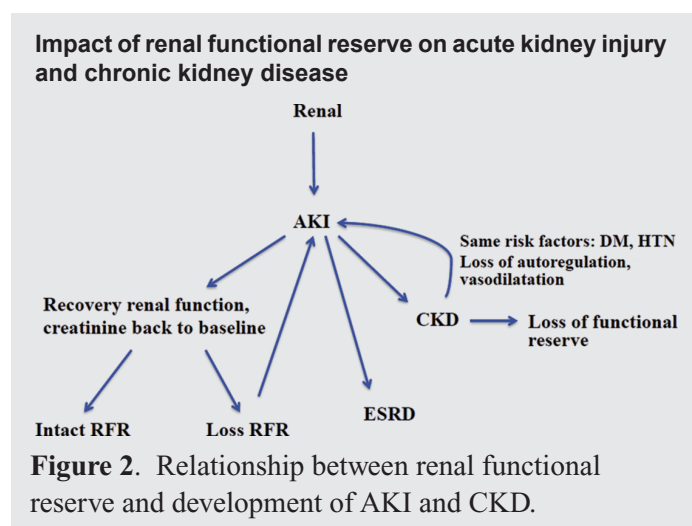 Impact of renal functional reserve on acute kidney injury
and chronic kidney disease
Renal
AKI
Same risk factors: DM, HTN
Loss of autoregulation,
vasodilatation
Recovery renal function,
creatinine back to baseline
CKD
Loss of functional
reserve
Intact RFR
Loss RFR
ESRD
Figure 2. Relationship between renal functional
reserve and development of AKI and CKD.